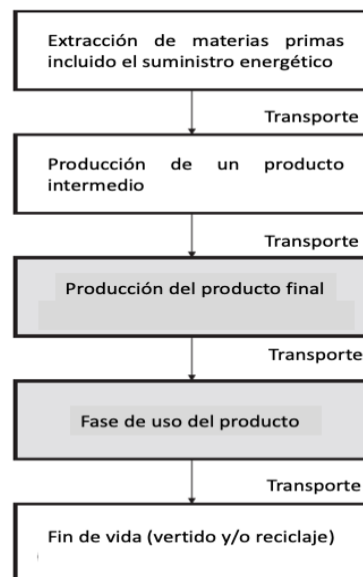 Extracción de materias primas
incluido el suministro energético
Transporte
Producción de un producto
intermedio
Transporte
Producción del producto final
Transporte
Fase de uso del producto
Transporte
Fin de vida (vertido y/o reciclaje)